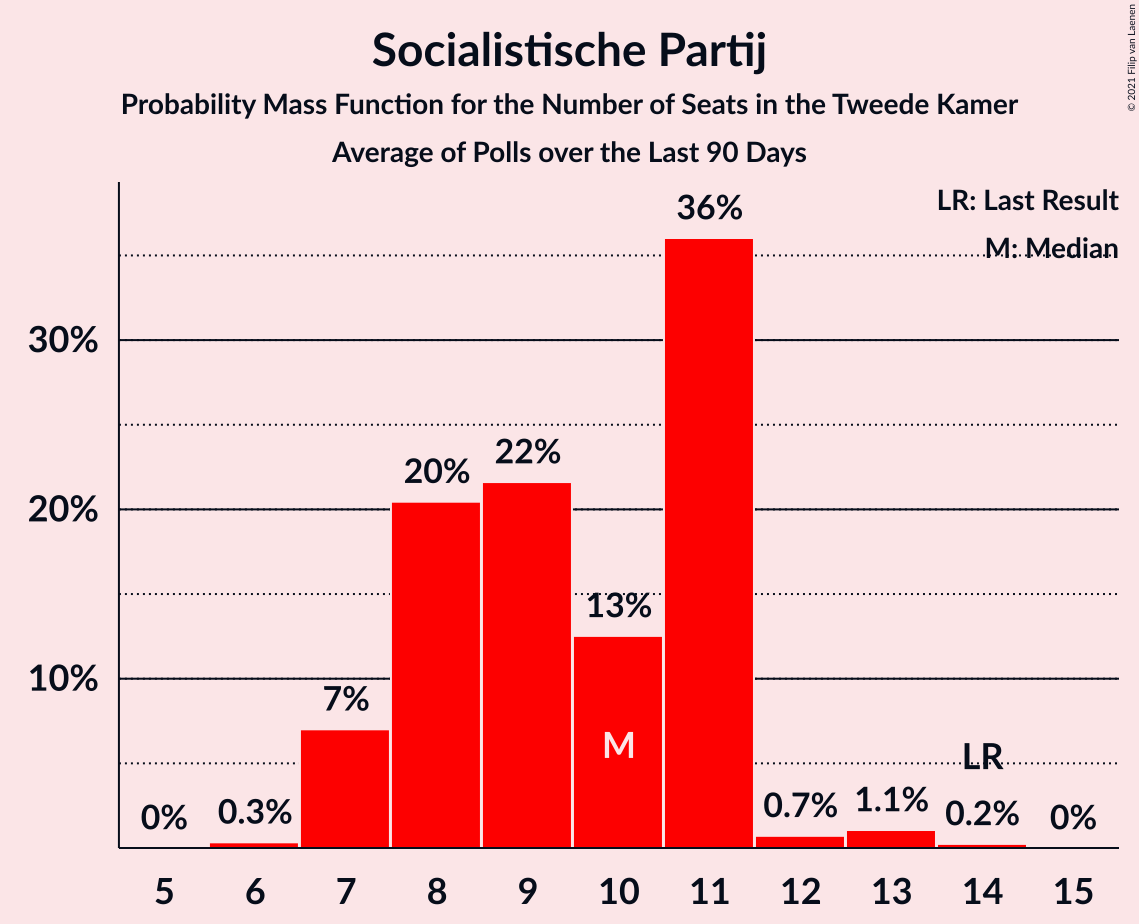 Socialistische Partij
Probability Mass Function for the Number of Seats in the Tweede Kamer
Average of Polls over the Last 90 Days
© 2021 Filip van Laenen
LR: Last Result
M: Median
36%
30%
22%
20%
20%
13%
10%
7%
M
LR
0%
0.3%
0.7%
1.1%
0.2%
0%
5 6 7 8 9 10 11 12 13 14 15